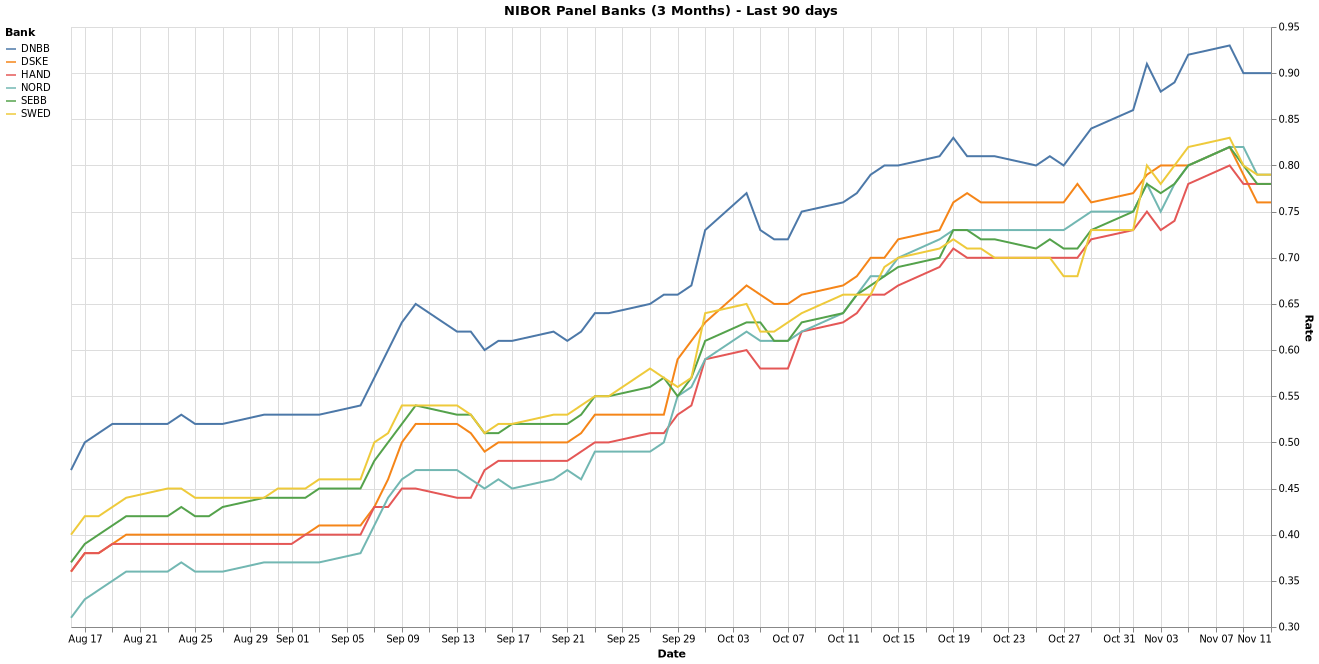 NIBOR Panel Banks (3 Months) - Last 90 days
Bank
DNBB
DSKE
HAND
NORD
SEBB
SWED
0.95
0.90
0.85
0.80
0.75
0.70
0.65
0.60
0.55
0.50
0.45
0.40
0.35
0.30
Rate
Aug 17 Aug 21 Aug 25 Aug 29 Sep 01 Sep 05 Sep 09 Sep 13 Sep 17 Sep 21 Sep 25 Sep 29 Oct 03 Oct 07 Oct 11 Oct 15 Oct 19 Oct 23 Oct 27 Oct 31 Nov 03 Nov 07 Nov 11
Date